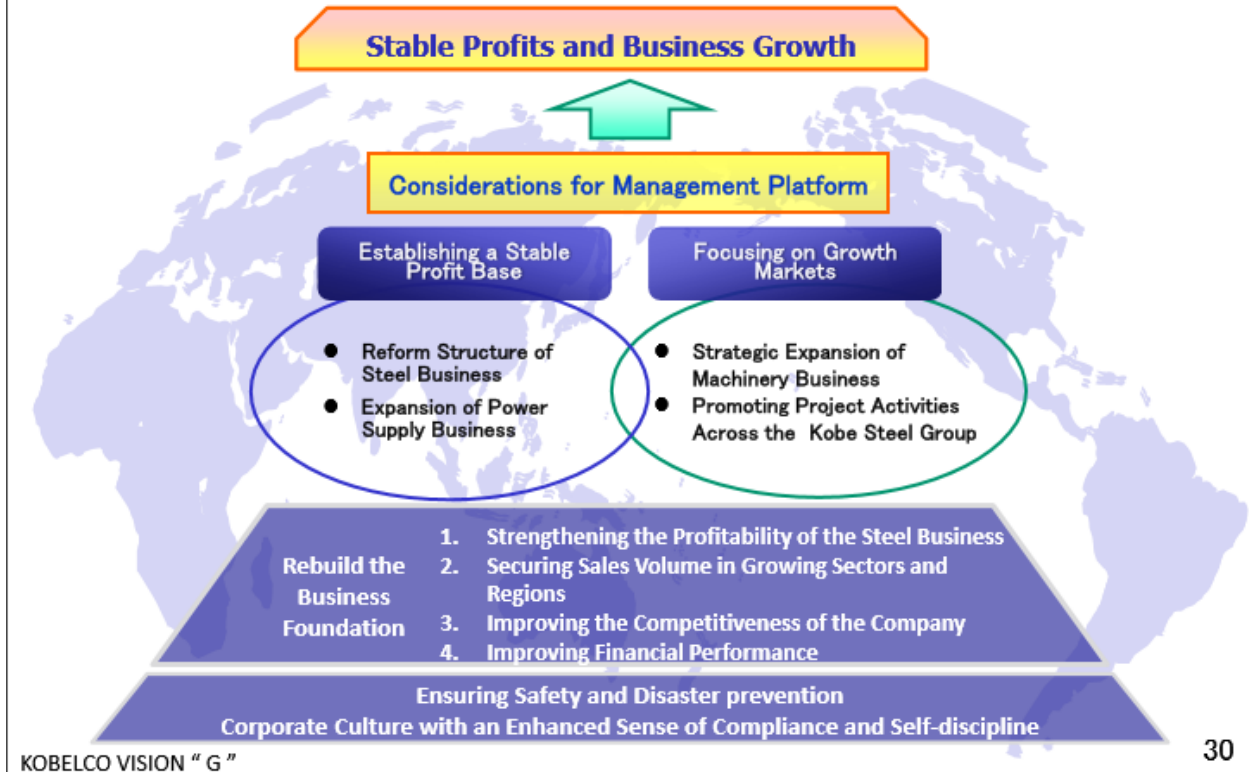 Stable Profits and Business Growth
Considerations for Management Platform
Establishing a Stable
Profit Base
● Reform Structure of
Steel Business
● Expansion of Power
Supply Business
Focusing on Growth
Markets
● Strategic Expansion of
Machinery Business
● Promoting Project Activities
Across the Kobe Steel Group
Rebuild the
Business
Foundation
1. Strengthening the Profitability of the Steel Business
2. Securing Sales Volume in Growing Sectors and
Regions
3. Improving the Competitiveness of the Company
4. Improving Financial Performance
Ensuring Safety and Disaster prevention
Corporate Culture with an Enhanced Sense of Compliance and Self-discipline
KOBELCO VISION “ G ”
30